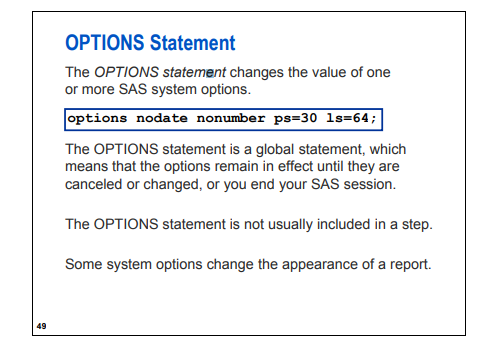 OPTIONS Statement
The OPTIONS statement changes the value of one
or more SAS system options.
options nodate nonumber ps=30 ls=64;
The OPTIONS statement is a global statement, which
means that the options remain in effect until they are
canceled or changed, or you end your SAS session.
The OPTIONS statement is not usually included in a step.
Some system options change the appearance of a report.
49